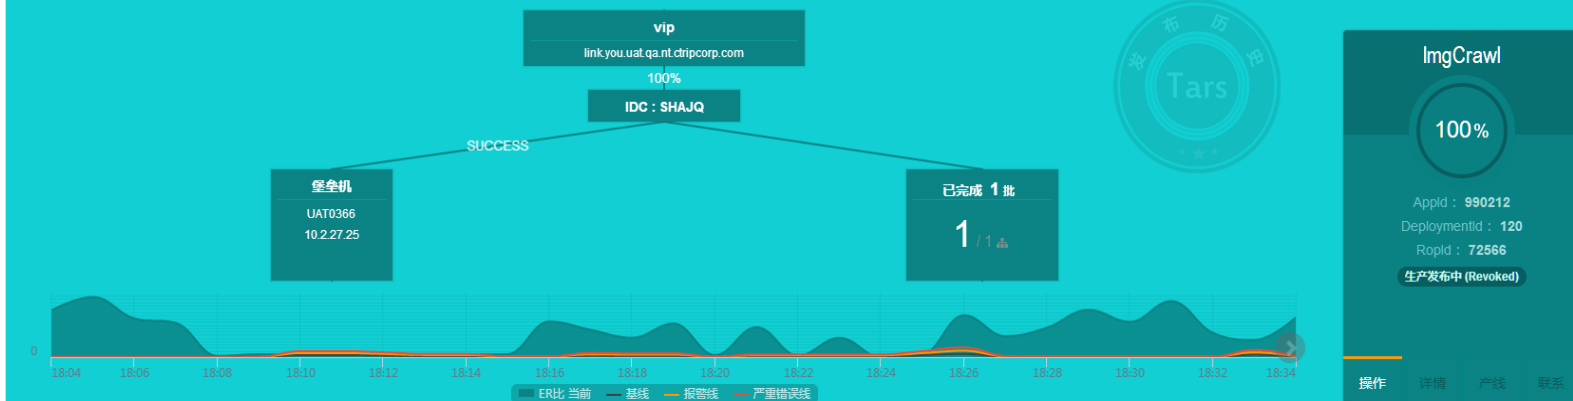 vip
link.you.uat.qa.nt.ctripcorp.com
100%
IDC : SHAJQ
SUCCESS
堡垒机
UAT0366
10.2.27.25
已完成 1 批
1 / 1
发布历史
Tars
ImgCrawl
100%
AppId : 990212
DeploymentId : 120
RopId : 72566
生产发布中 (Revoked)
操作 详情 产线 联系
0
18:04 18:06 18:08 18:10 18:12 18:14 18:16 18:18 18:20 18:22 18:24 18:26 18:28 18:30 18:32 18:34
ER比 当前 基线 报警线 严重错误线